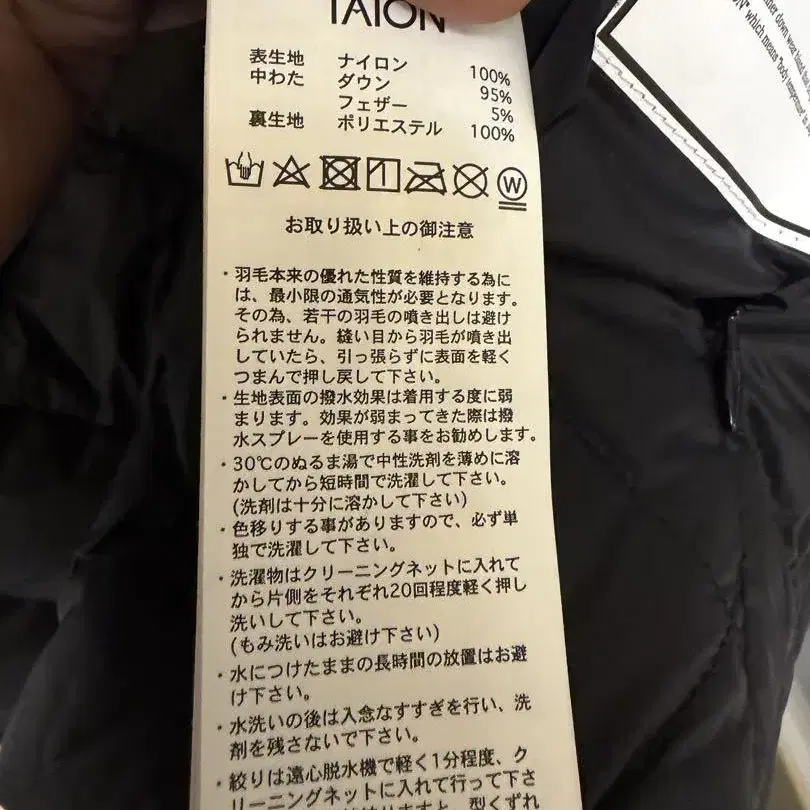 TAION
表生地 ナイロン 100%
中わた ダウン 95%
フェザー 5%
裏生地 ポリエステル 100%
W
お取り扱い上の御注意
・羽毛本来の優れた性質を維持する為に
は、最小限の通気性が必要となります。
その為、若干の羽毛の噴き出しは避け
られません。縫い目から羽毛が噴き出
していたら、引っ張らずに表面を軽く
つまんで押し戻して下さい。
・生地表面の撥水効果は着用する度に弱
まります。効果が弱まってきた際は撥
水スプレーを使用する事をお勧めします。
・30℃のぬるま湯で中性洗剤を薄めに溶
かしてから短時間で洗濯して下さい。
(洗剤は十分に溶かして下さい)
・色移りする事がありますので、必ず単
独で洗濯して下さい。
・洗濯物はクリーニングネットに入れて
から片側をそれぞれ20回程度軽く押し
洗いして下さい。
(もみ洗いはお避け下さい)
・水につけたままの長時間の放置はお避
け下さい。
・水洗いの後は入念なすすぎを行い、洗
剤を残さないで下さい。
・絞りは遠心脱水機で軽く1分程度、ク
リーニングネットに入れて行って下さ
型くずれ
down wear
which means "body temperature